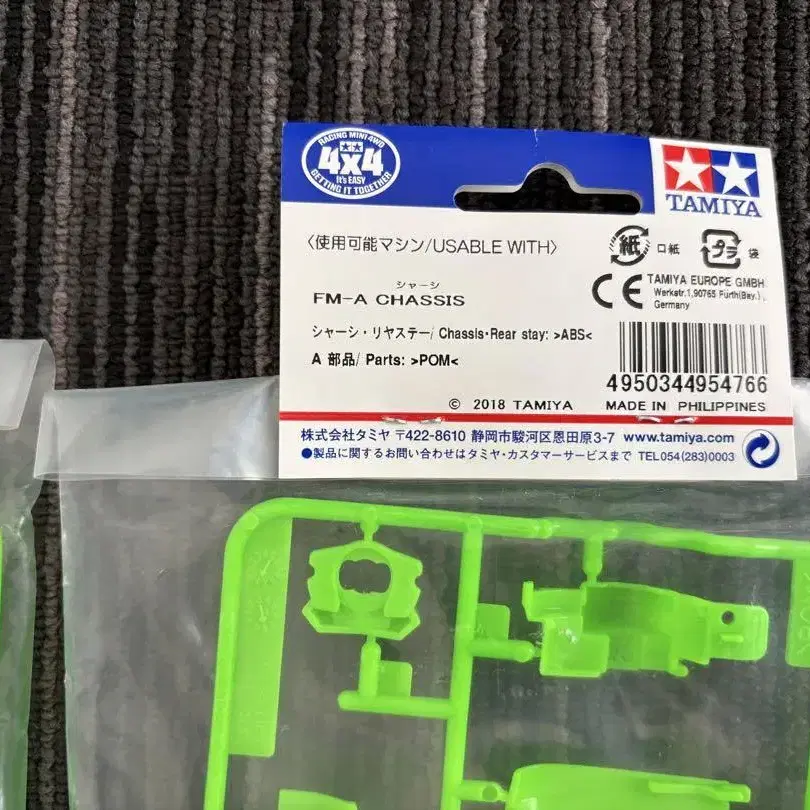 RACING MINI 4WD
4x4
It's EASY
GETTING IT TOGETHER
TAMIYA
〈使用可能マシン/USABLE WITH〉
紙 口紙 プラ 袋
シャーシ
FM-A CHASSIS
CE TAMIYA EUROPE GMBH
Werkstr.1,90765 Fürth(Bay.),
Germany
シャーシ・リヤステー/ Chassis・Rear stay: >ABS<
A 部品/ Parts: >POM<
4950344954766
© 2018 TAMIYA MADE IN PHILIPPINES
株式会社タミヤ 〒422-8610 静岡市駿河区恩田原3-7 www.tamiya.com
●製品に関するお問い合わせはタミヤ・カスタマーサービスまで TEL054(283)0003